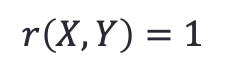 r(X, Y) = 1